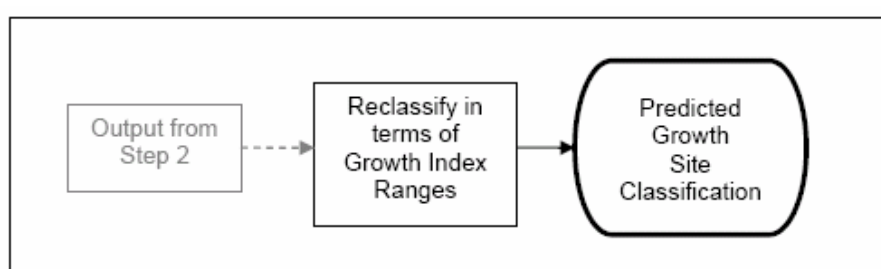 Output from
Step 2
Reclassify in
terms of
Growth Index
Ranges
Predicted
Growth
Site
Classification